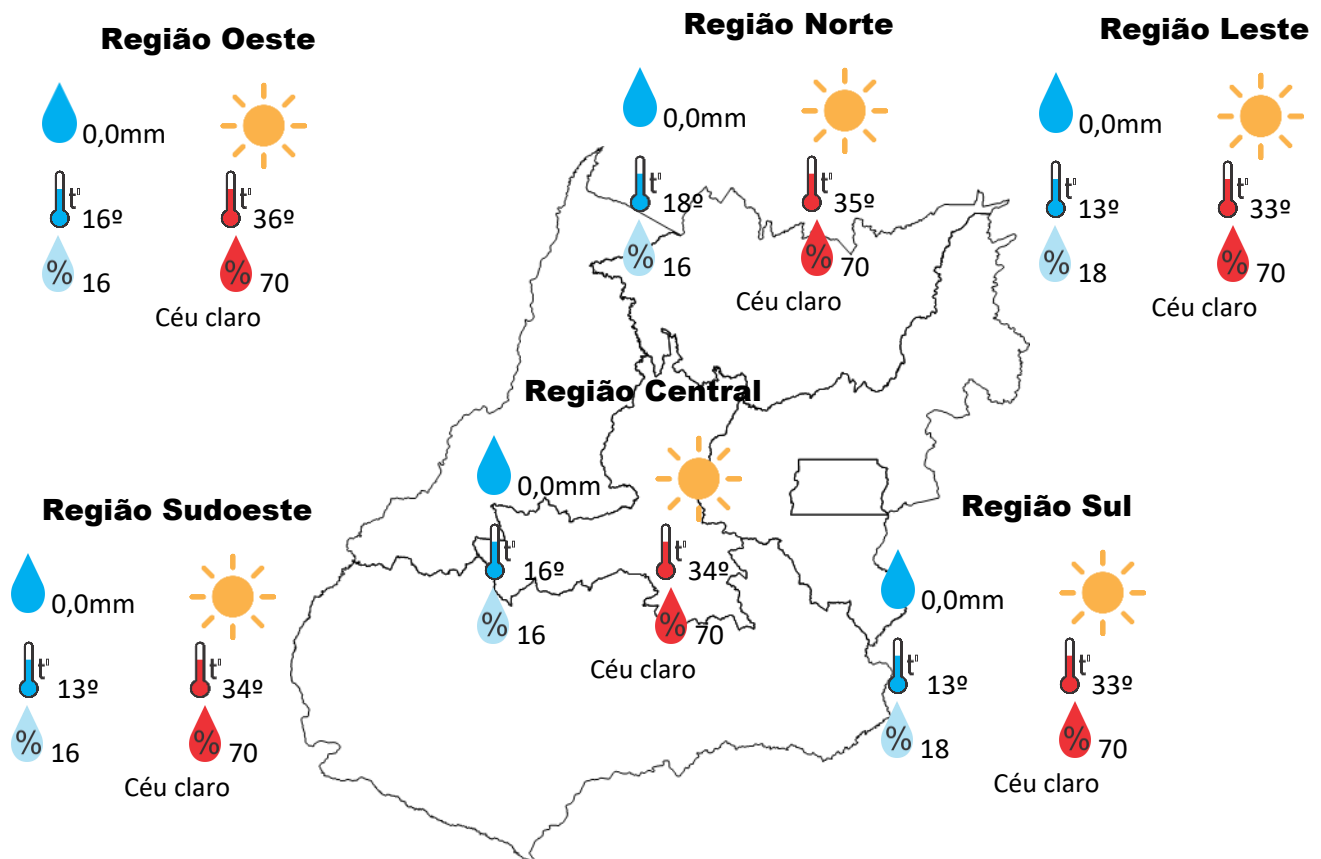 Região Oeste
0,0mm
t°
16º
36º
%
16
%
70
Céu claro
Região Norte
0,0mm
t°
18º
t°
35º
%
16
%
70
Céu claro
Região Leste
0,0mm
t°
13º
t°
33º
%
18
%
70
Céu claro
Região Central
0,0mm
t°
16º
t°
34º
%
16
%
70
Céu claro
Região Sudoeste
0,0mm
t°
13º
t°
34º
%
16
%
70
Céu claro
Região Sul
0,0mm
t°
13º
t°
33º
%
18
%
70
Céu claro